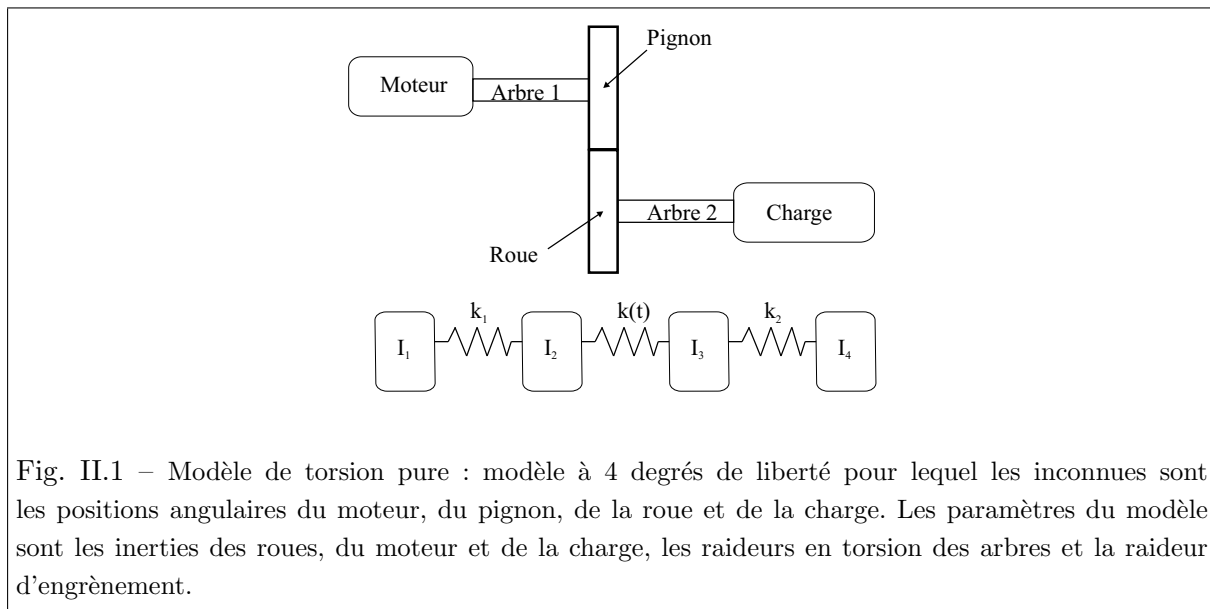 Pignon
Moteur
Arbre 1
Arbre 2
Charge
Roue
k₁ k(t) k₂
I₁ I₂ I₃ I₄
Fig. II.1 – Modèle de torsion pure : modèle à 4 degrés de liberté pour lequel les inconnues sont
les positions angulaires du moteur, du pignon, de la roue et de la charge. Les paramètres du modèle
sont les inerties des roues, du moteur et de la charge, les raideurs en torsion des arbres et la raideur
d'engrènement.